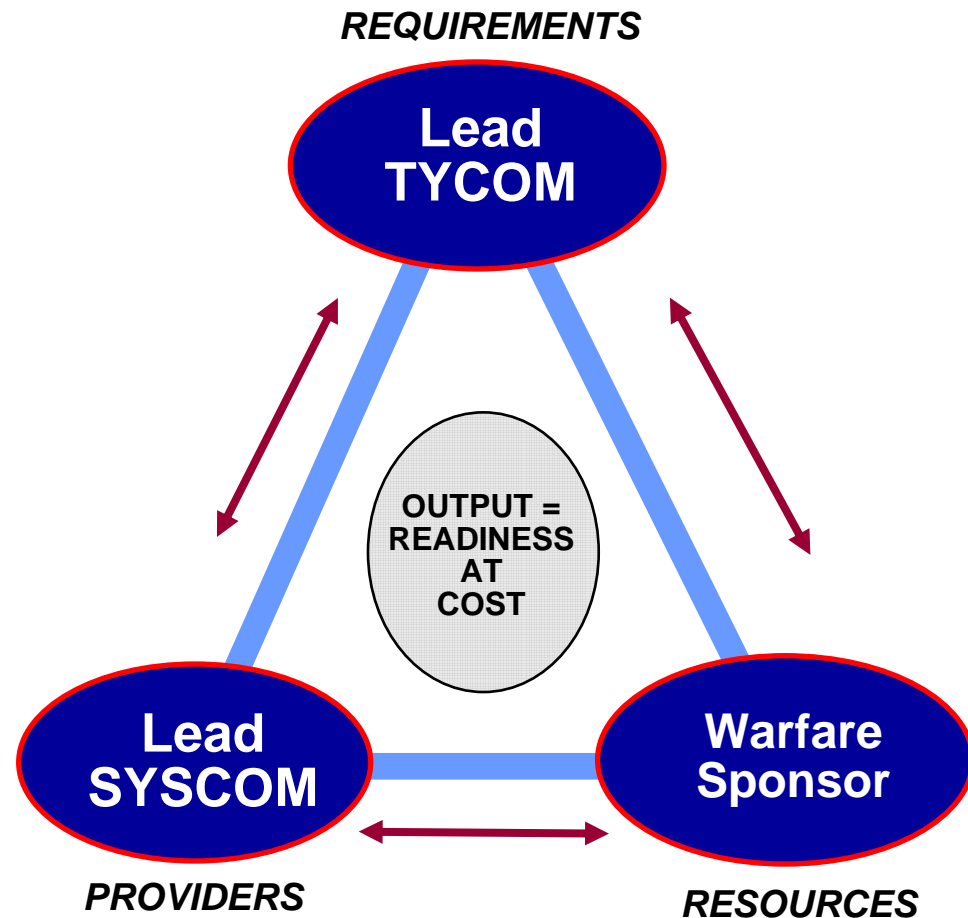 REQUIREMENTS
Lead
TYCOM
OUTPUT =
READINESS
AT
COST
Lead
SYSCOM
Warfare
Sponsor
PROVIDERS
RESOURCES